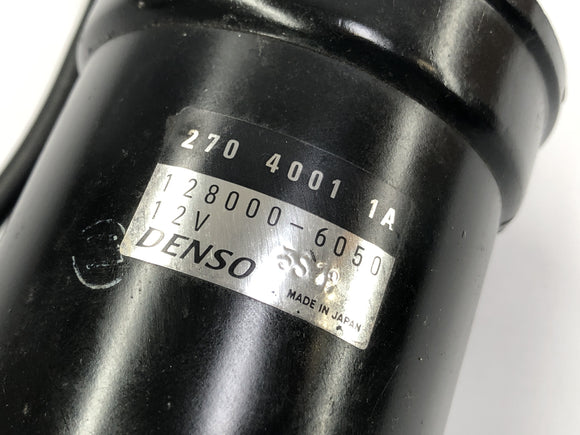 270 4001 1A
128000-6050
12V
DENSO
MADE IN JAPAN